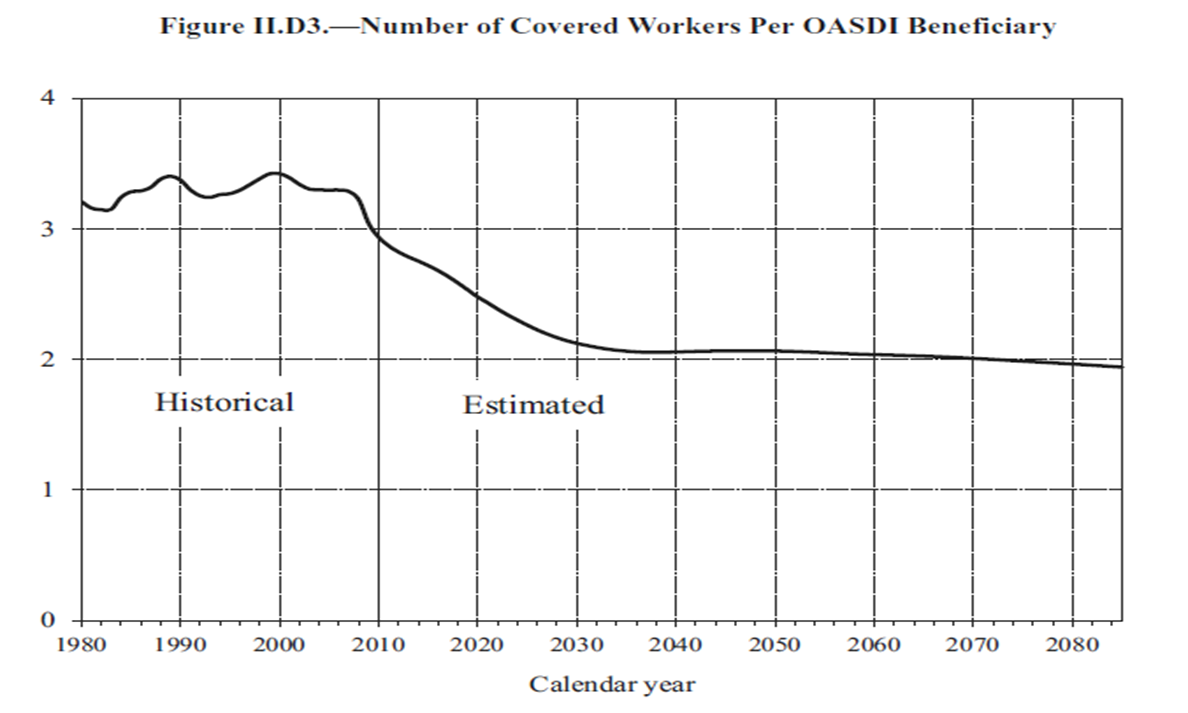 Figure II.D3.—Number of Covered Workers Per OASDI Beneficiary
4
3
2
Historical
Estimated
1
0
1980 1990 2000 2010 2020 2030 2040 2050 2060 2070 2080
Calendar year